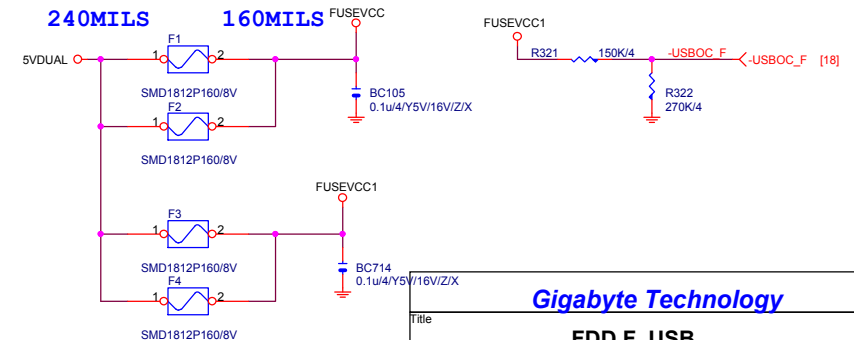 240MILS 160MILS FUSEVCC FUSEVCC1
F1
1 2
5VDUAL
R321 150K/4 -USBOC_F -USBOC_F [18]
SMD1812P160/8V
BC105
0.1u/4/Y5V/16V/Z/X
R322
270K/4
F2
1 2
SMD1812P160/8V
FUSEVCC1
F3
1 2
SMD1812P160/8V
BC714
0.1u/4/Y5V/16V/Z/X
F4
1 2
SMD1812P160/8V
Gigabyte Technology
Title